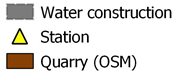 Water construction
Station
Quarry (OSM)